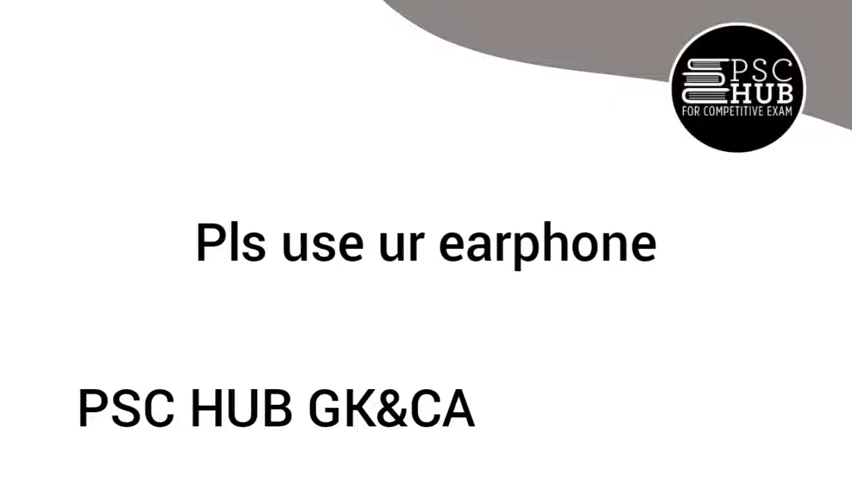 PSC
HUB
FOR COMPETITIVE EXAM
Pls use ur earphone
PSC HUB GK&CA